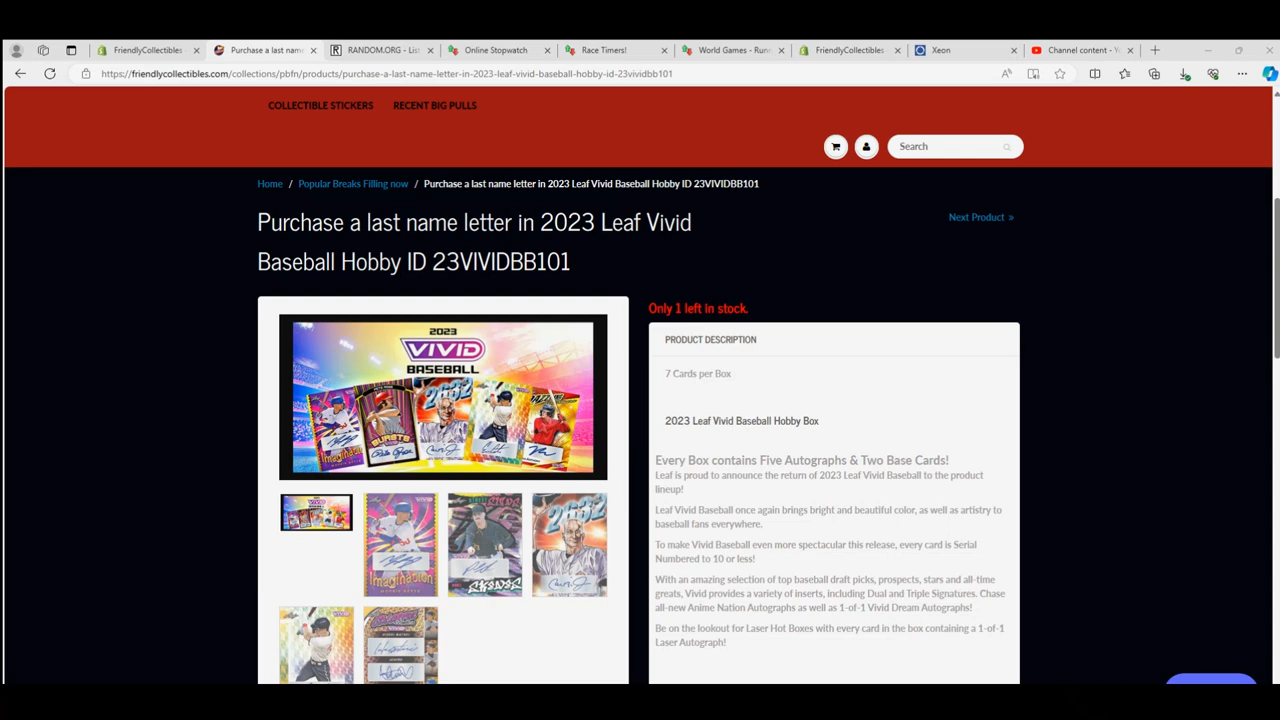 FriendlyCollectibles -
Purchase a last name
RANDOM.ORG - List
Online Stopwatch
Race Timers!
World Games - Runn
FriendlyCollectibles -
Xeon
Channel content - Y
https://friendlycollectibles.com/collections/pbfn/products/purchase-a-last-name-letter-in-2023-leaf-vivid-baseball-hobby-id-23vividbb101
COLLECTIBLE STICKERS RECENT BIG PULLS
Search
Home / Popular Breaks Filling now / Purchase a last name letter in 2023 Leaf Vivid Baseball Hobby ID 23VIVIDBB101
Purchase a last name letter in 2023 Leaf Vivid
Baseball Hobby ID 23VIVIDBB101
Next Product >
Only 1 left in stock.
2023
VIVID
BASEBALL
2632
BURSTS
Imagination
PRODUCT DESCRIPTION
7 Cards per Box
2023 Leaf Vivid Baseball Hobby Box
Every Box contains Five Autographs & Two Base Cards!
Leaf is proud to announce the return of 2023 Leaf Vivid Baseball to the product
lineup!
Leaf Vivid Baseball once again brings bright and beautiful color, as well as artistry to
baseball fans everywhere.
To make Vivid Baseball even more spectacular this release, every card is Serial
Numbered to 10 or less!
With an amazing selection of top baseball draft picks, prospects, stars and all-time
greats, Vivid provides a variety of inserts, including Dual and Triple Signatures. Chase
all-new Anime Nation Autographs as well as 1-of-1 Vivid Dream Autographs!
Be on the lookout for Laser Hot Boxes with every card in the box containing a 1-of-1
Laser Autograph!
Imagination
SKENES
2632